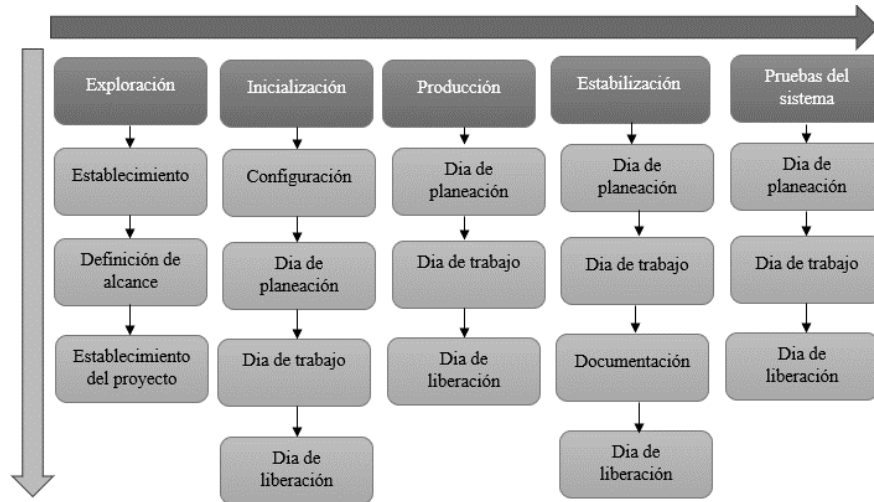 Exploración
Establecimiento
Definición de
alcance
Establecimiento
del proyecto
Inicialización
Configuración
Dia de
planeación
Dia de trabajo
Dia de
liberación
Producción
Dia de
planeación
Dia de trabajo
Dia de
liberación
Estabilización
Dia de
planeación
Dia de trabajo
Documentación
Dia de
liberación
Pruebas del
sistema
Dia de
planeación
Dia de trabajo
Dia de
liberación